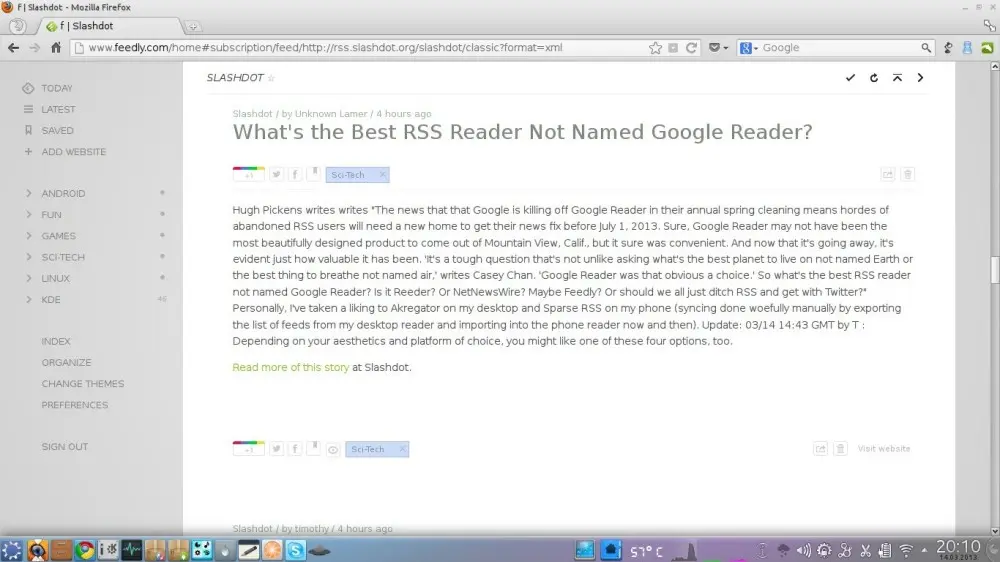 f | Slashdot - Mozilla Firefox
f | Slashdot
www.feedly.com/home#subscription/feed/http://rss.slashdot.org/slashdot/classic?format=xml
Google
SLASHDOT
TODAY
LATEST
SAVED
ADD WEBSITE
ANDROID
FUN
GAMES
SCI-TECH
LINUX
KDE 46
INDEX
ORGANIZE
CHANGE THEMES
PREFERENCES
SIGN OUT
Slashdot / by Unknown Lamer / 4 hours ago
What's the Best RSS Reader Not Named Google Reader?
+1 Sci-Tech
Hugh Pickens writes writes "The news that that Google is killing off Google Reader in their annual spring cleaning means hordes of
abandoned RSS users will need a new home to get their news fix before July 1, 2013. Sure, Google Reader may not have been the
most beautifully designed product to come out of Mountain View, Calif., but it sure was convenient. And now that it's going away, it's
evident just how valuable it has been. 'It's a tough question that's not unlike asking what's the best planet to live on not named Earth or
the best thing to breathe not named air,' writes Casey Chan. 'Google Reader was that obvious a choice.' So what's the best RSS reader
not named Google Reader? Is it Reeder? Or NetNewsWire? Maybe Feedly? Or should we all just ditch RSS and get with Twitter?"
Personally, I've taken a liking to Akregator on my desktop and Sparse RSS on my phone (syncing done woefully manually by exporting
the list of feeds from my desktop reader and importing into the phone reader now and then). Update: 03/14 14:43 GMT by T :
Depending on your aesthetics and platform of choice, you might like one of these four options, too.
Read more of this story at Slashdot.
+1 Sci-Tech Visit website
Slashdot / by timothy / 4 hours ago
57° C
20:10
14.03.2013